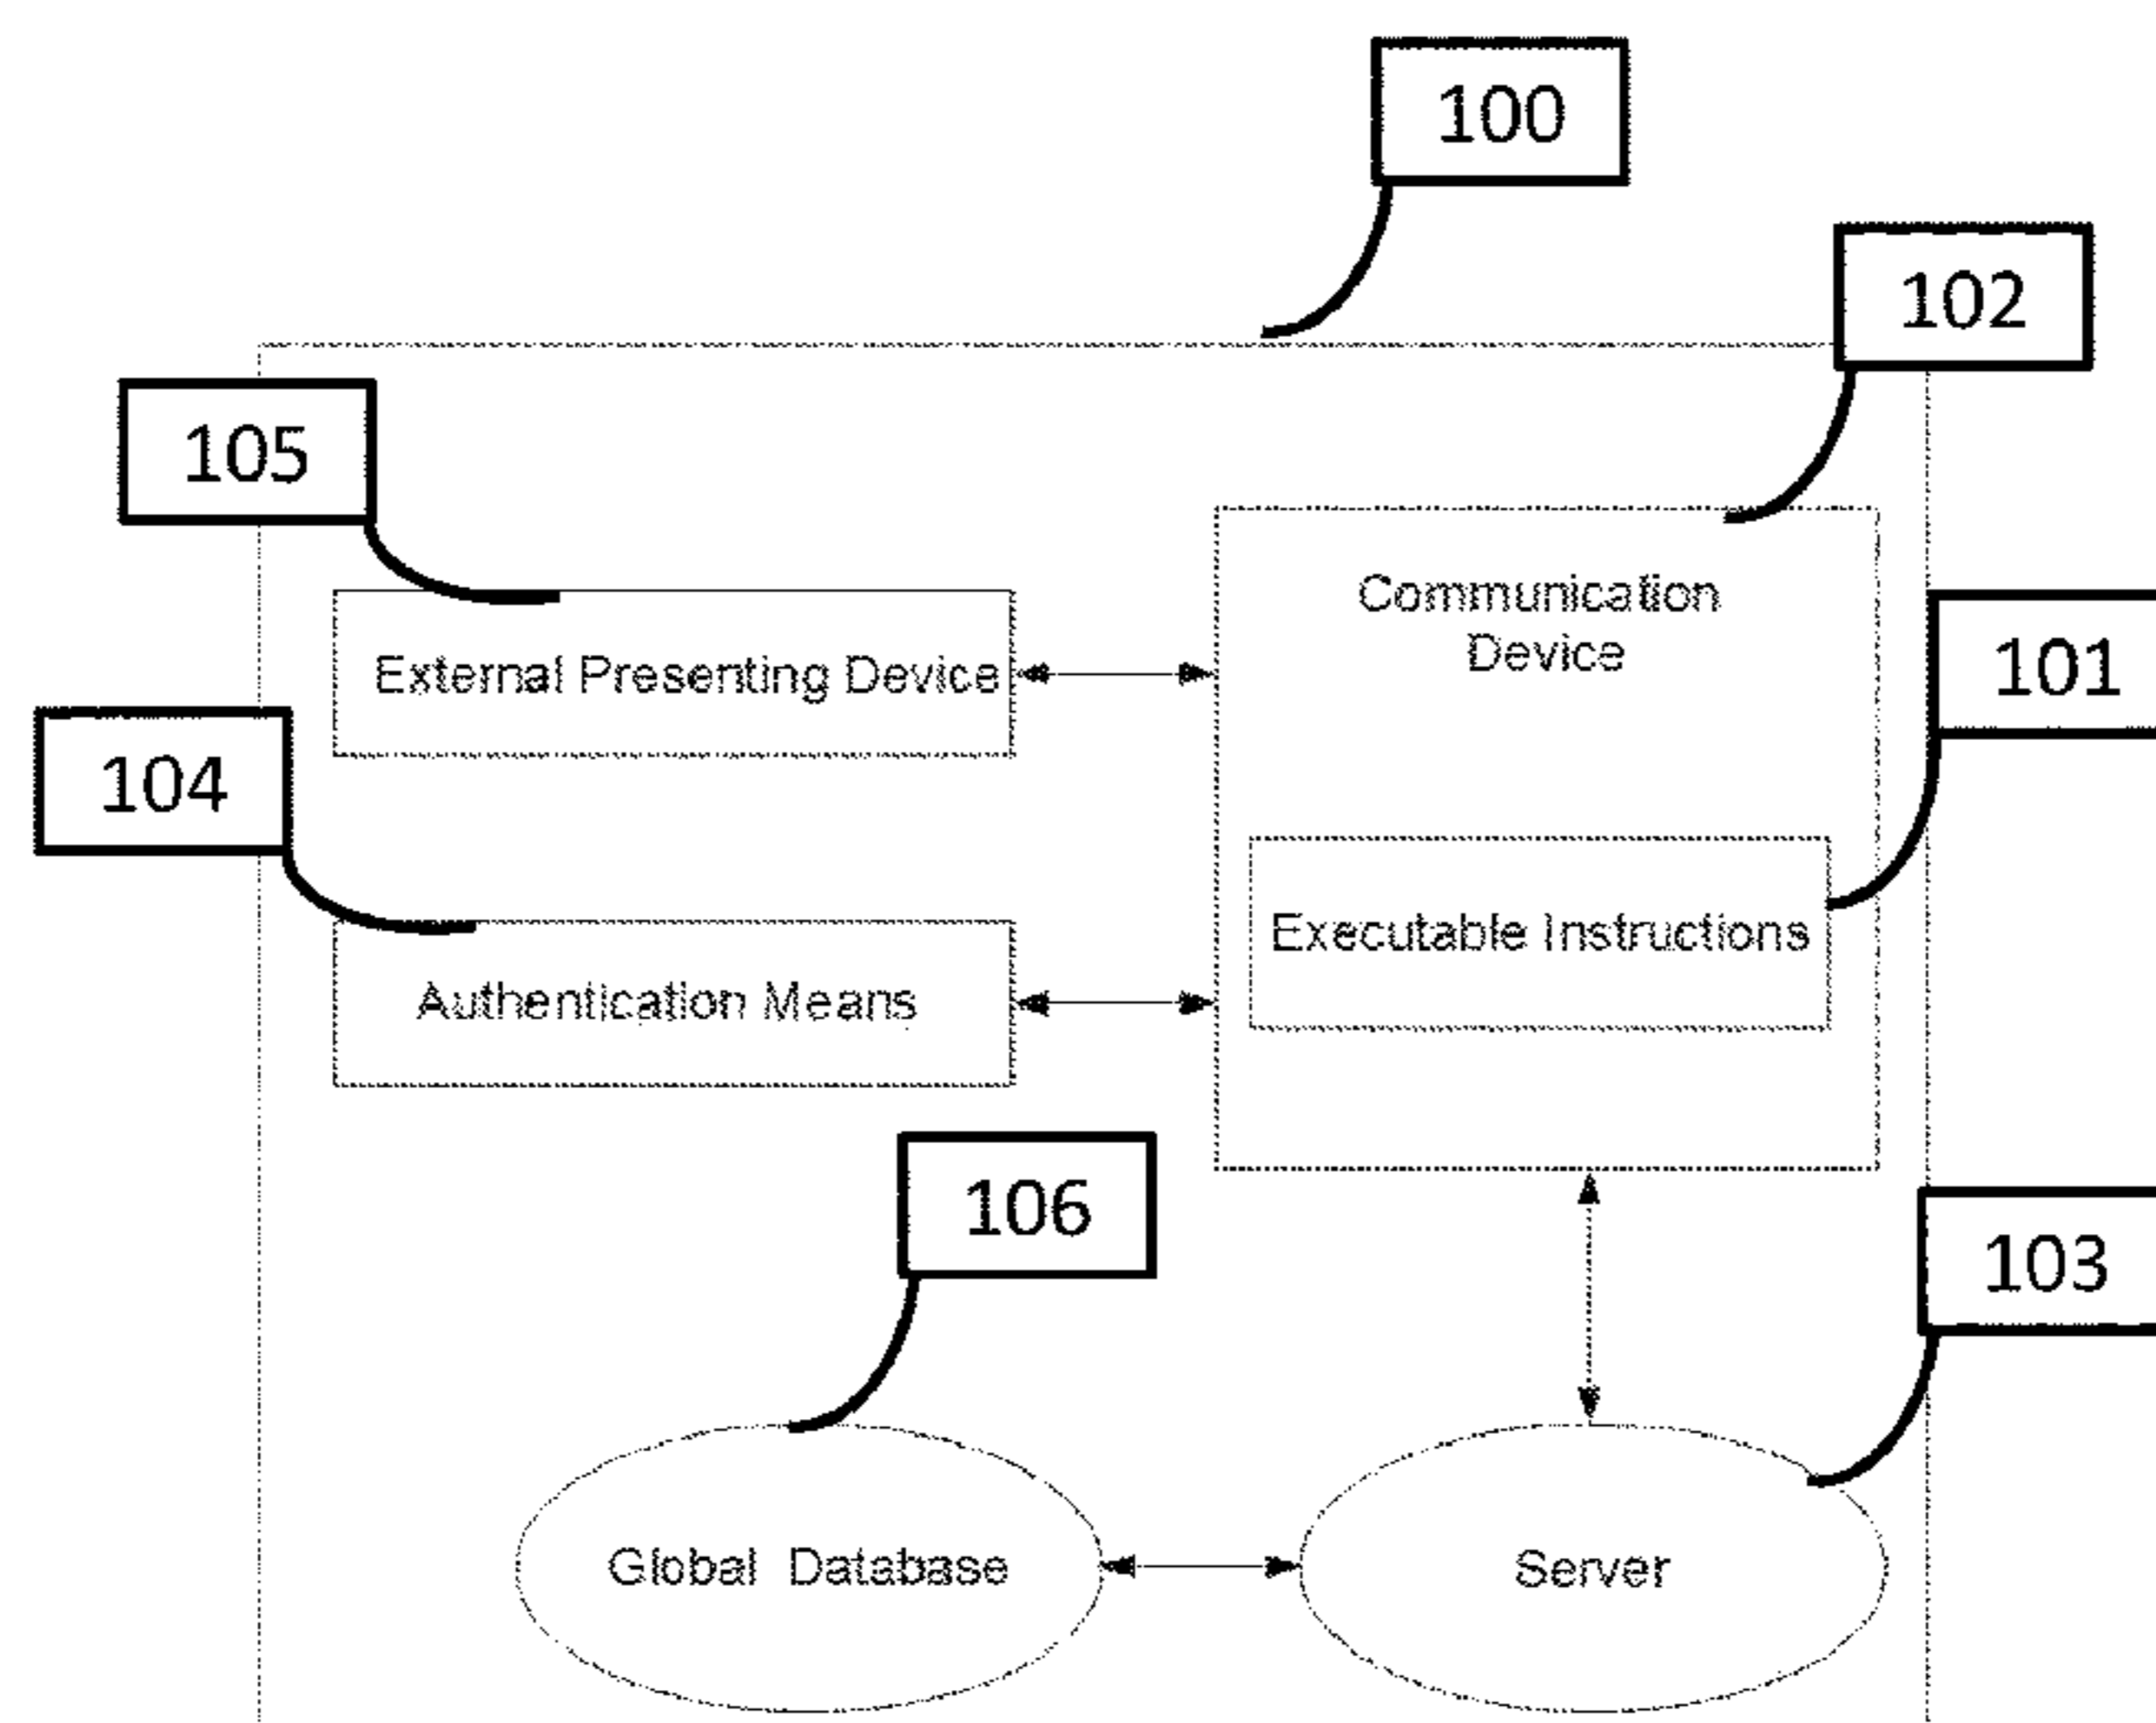 100
102
105
Communication
Device
101
External Presenting Device
104
Executable Instructions
Authentication Means
106
103
Global Database
Server